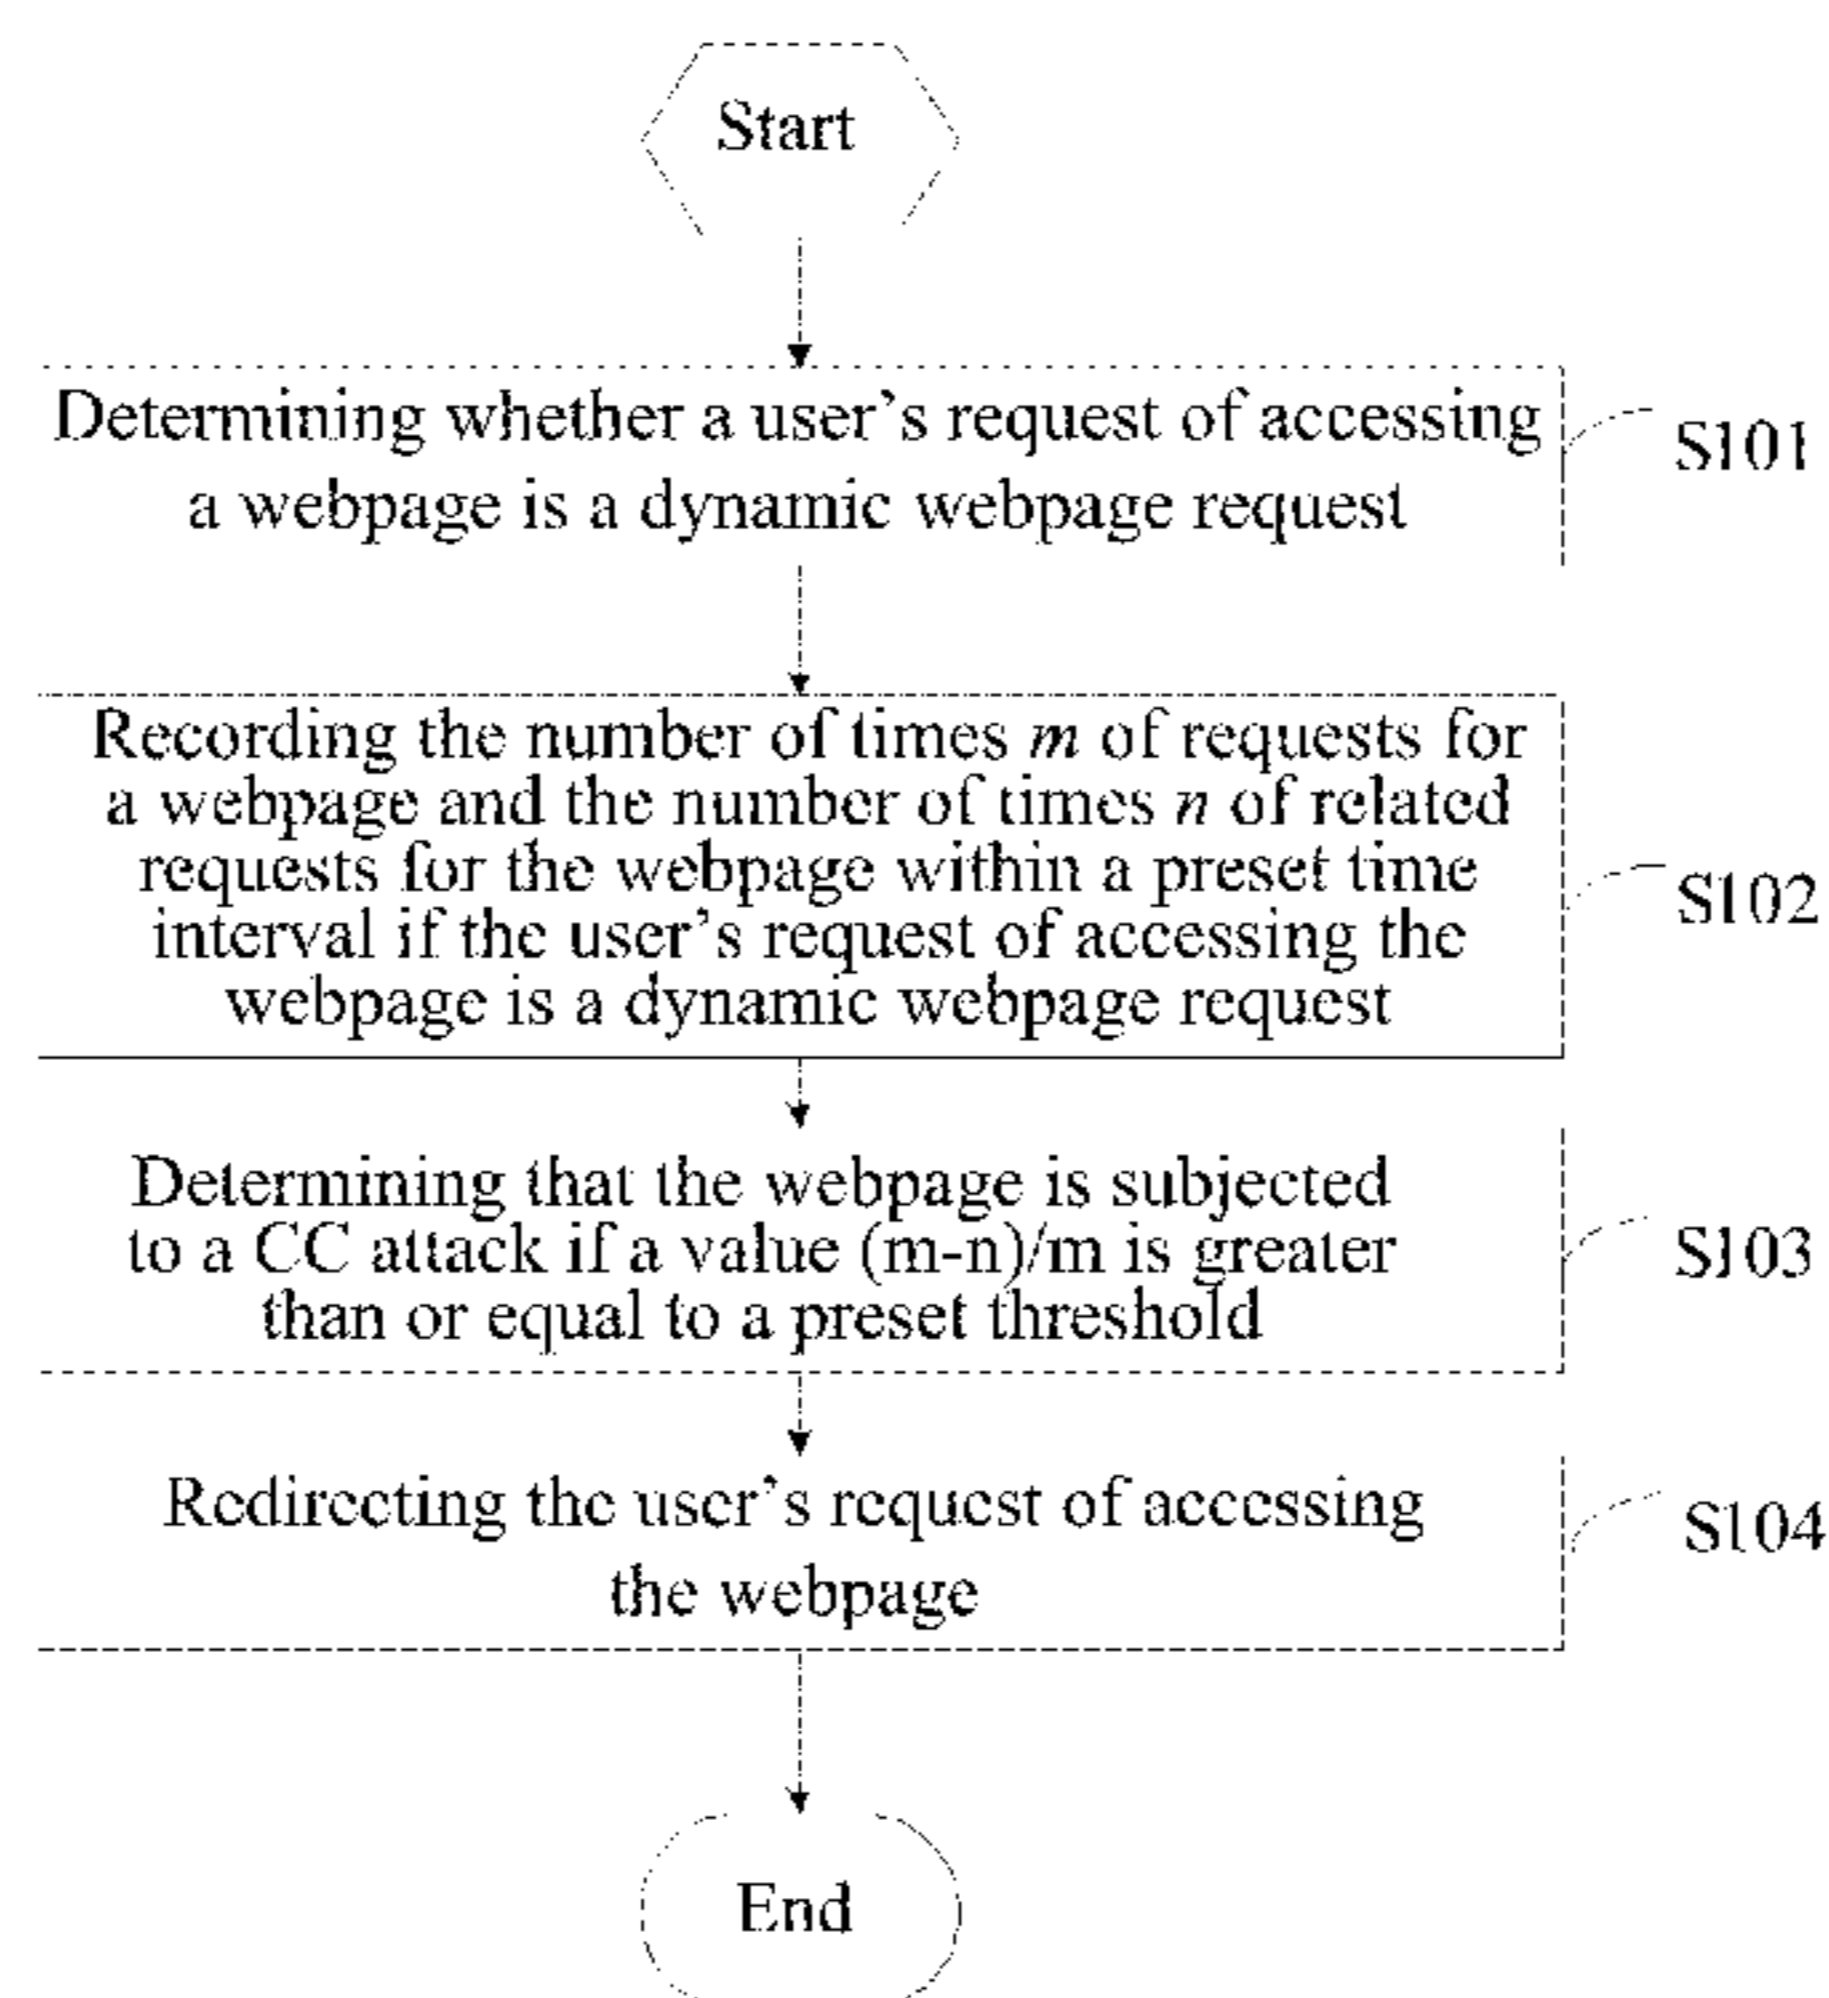 Start
Determining whether a user's request of accessing
a webpage is a dynamic webpage request
S101
Recording the number of times m of requests for
a webpage and the number of times n of related
requests for the webpage within a preset time
interval if the user's request of accessing the
webpage is a dynamic webpage request
S102
Determining that the webpage is subjected
to a CC attack if a value (m-n)/m is greater
than or equal to a preset threshold
S103
Redirecting the user's request of accessing
the webpage
S104
End